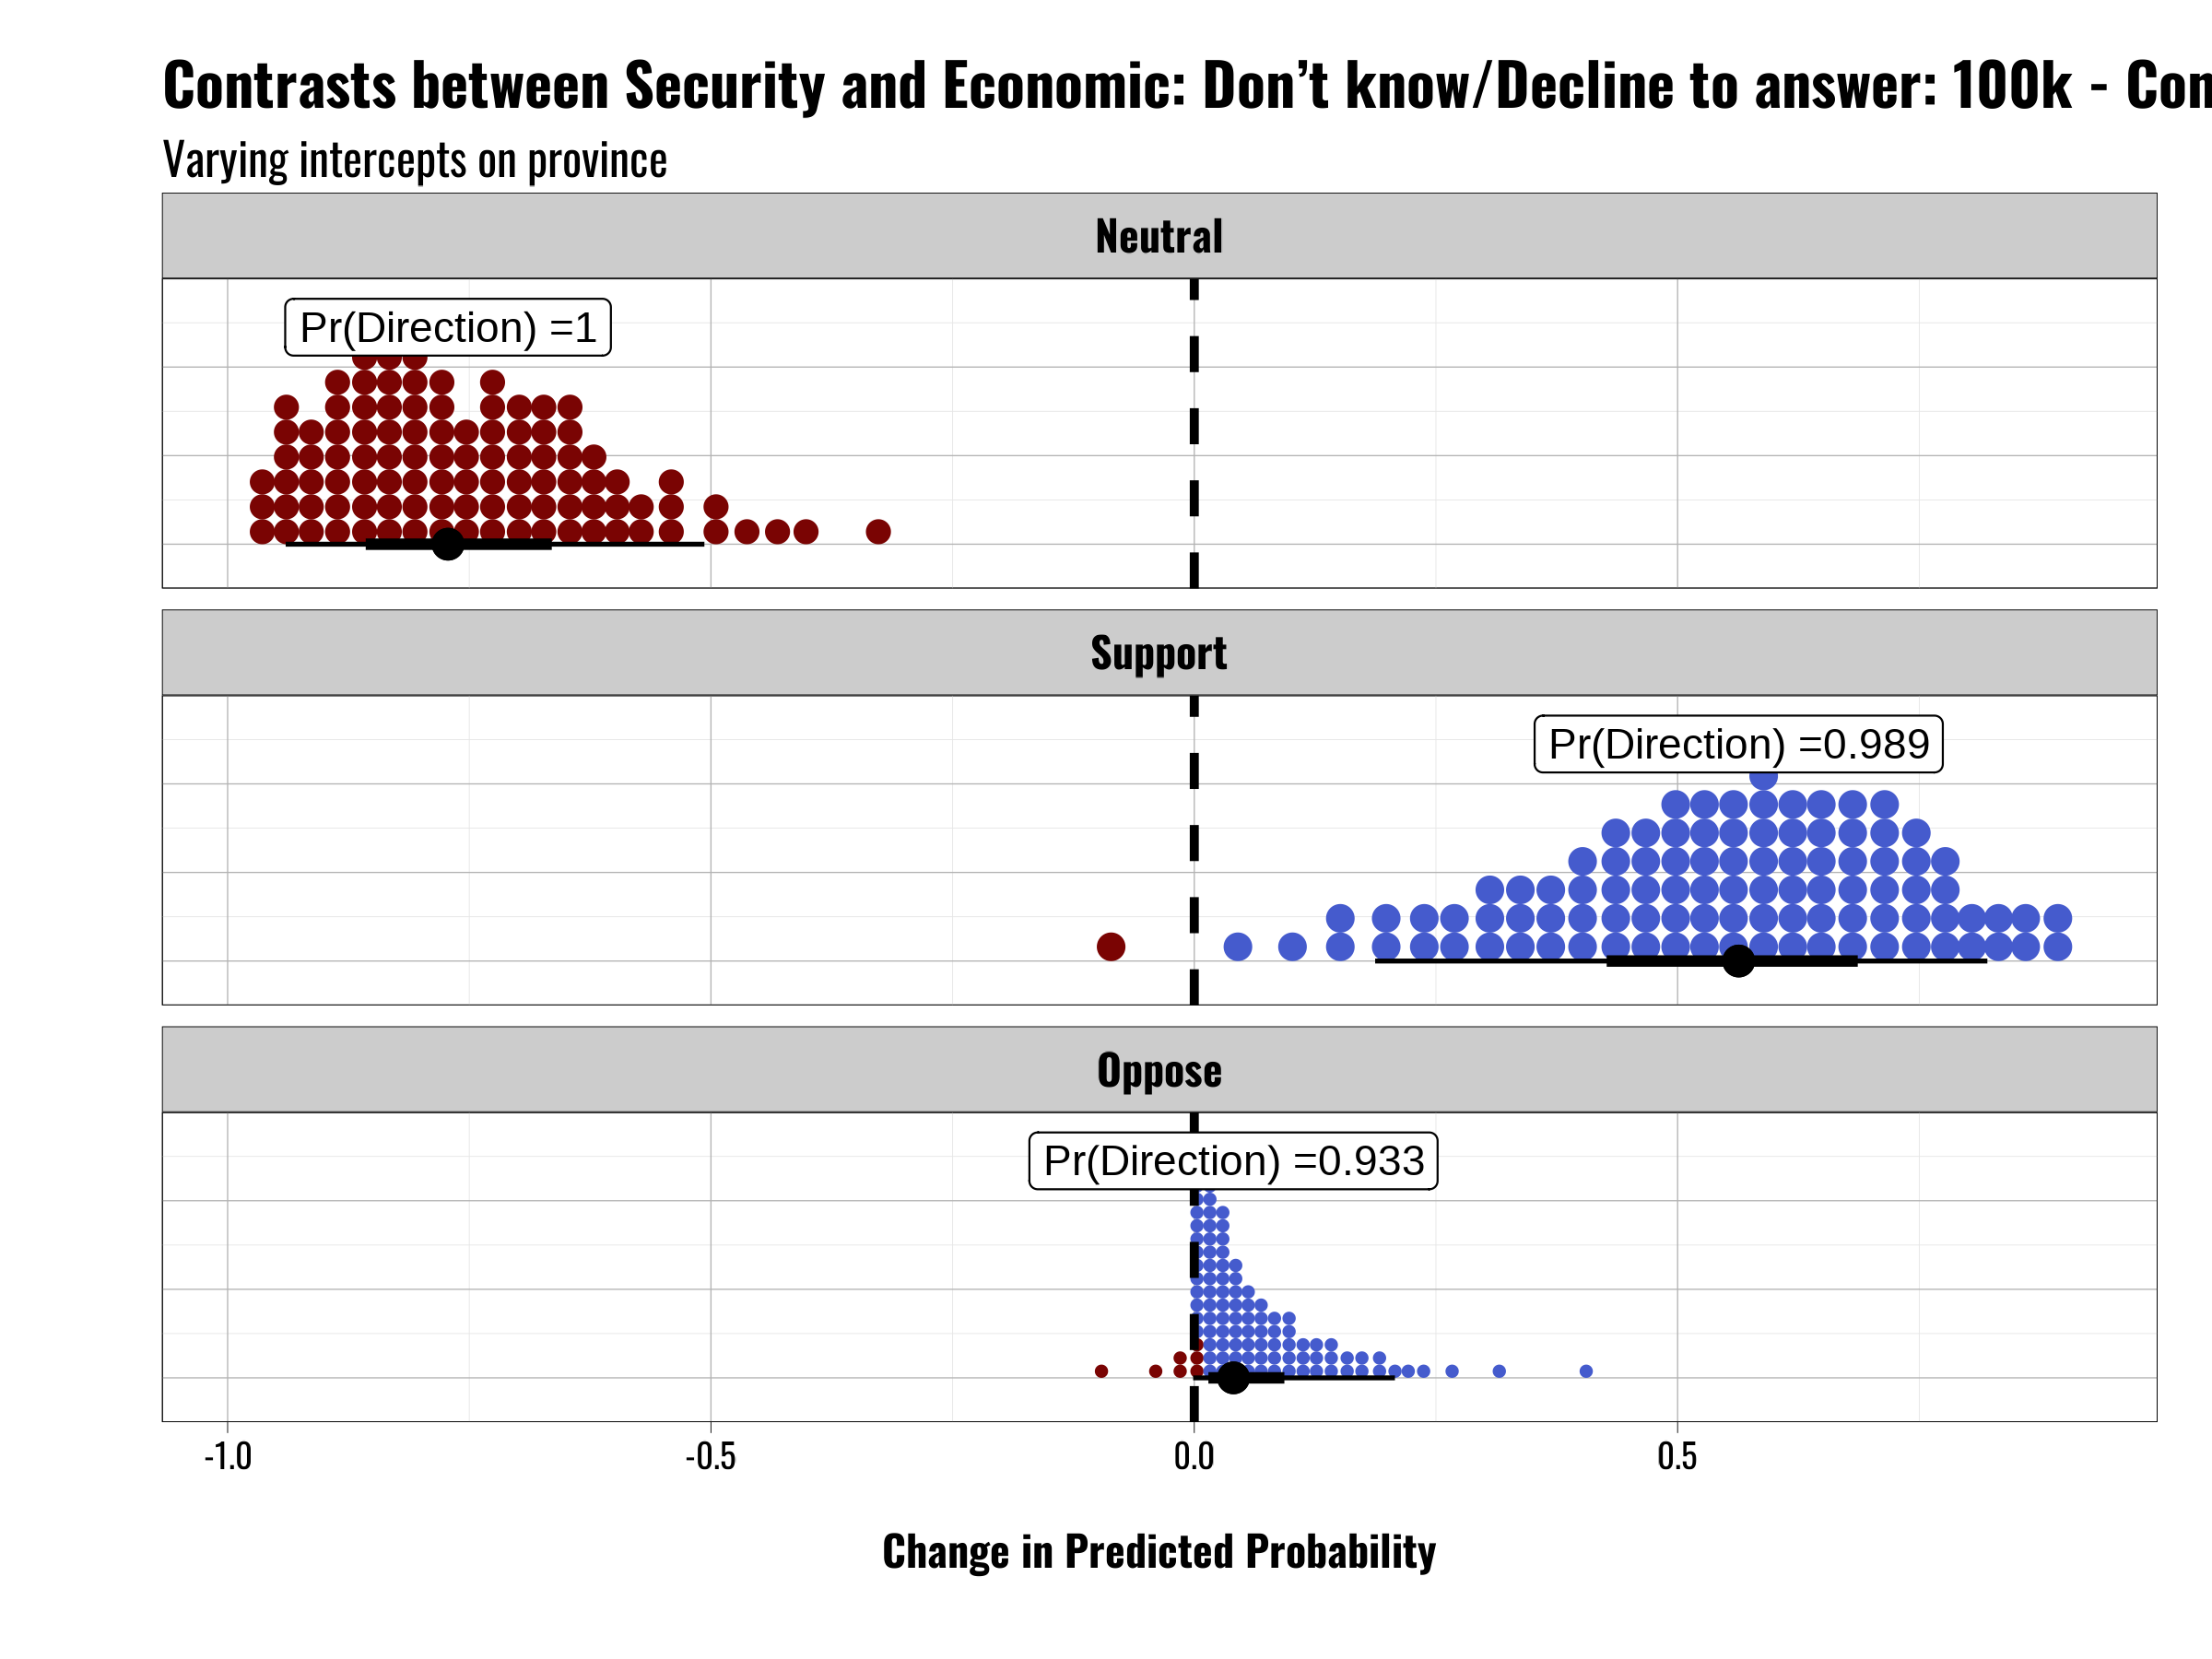 Contrasts between Security and Economic: Don’t know/Decline to answer: 100k -
Varying intercepts on province
Neutral
Pr(Direction) =1
Support
Pr(Direction) =0.989
Oppose
Pr(Direction) =0.933
-1.0 -0.5 0.0 0.5
Change in Predicted Probability